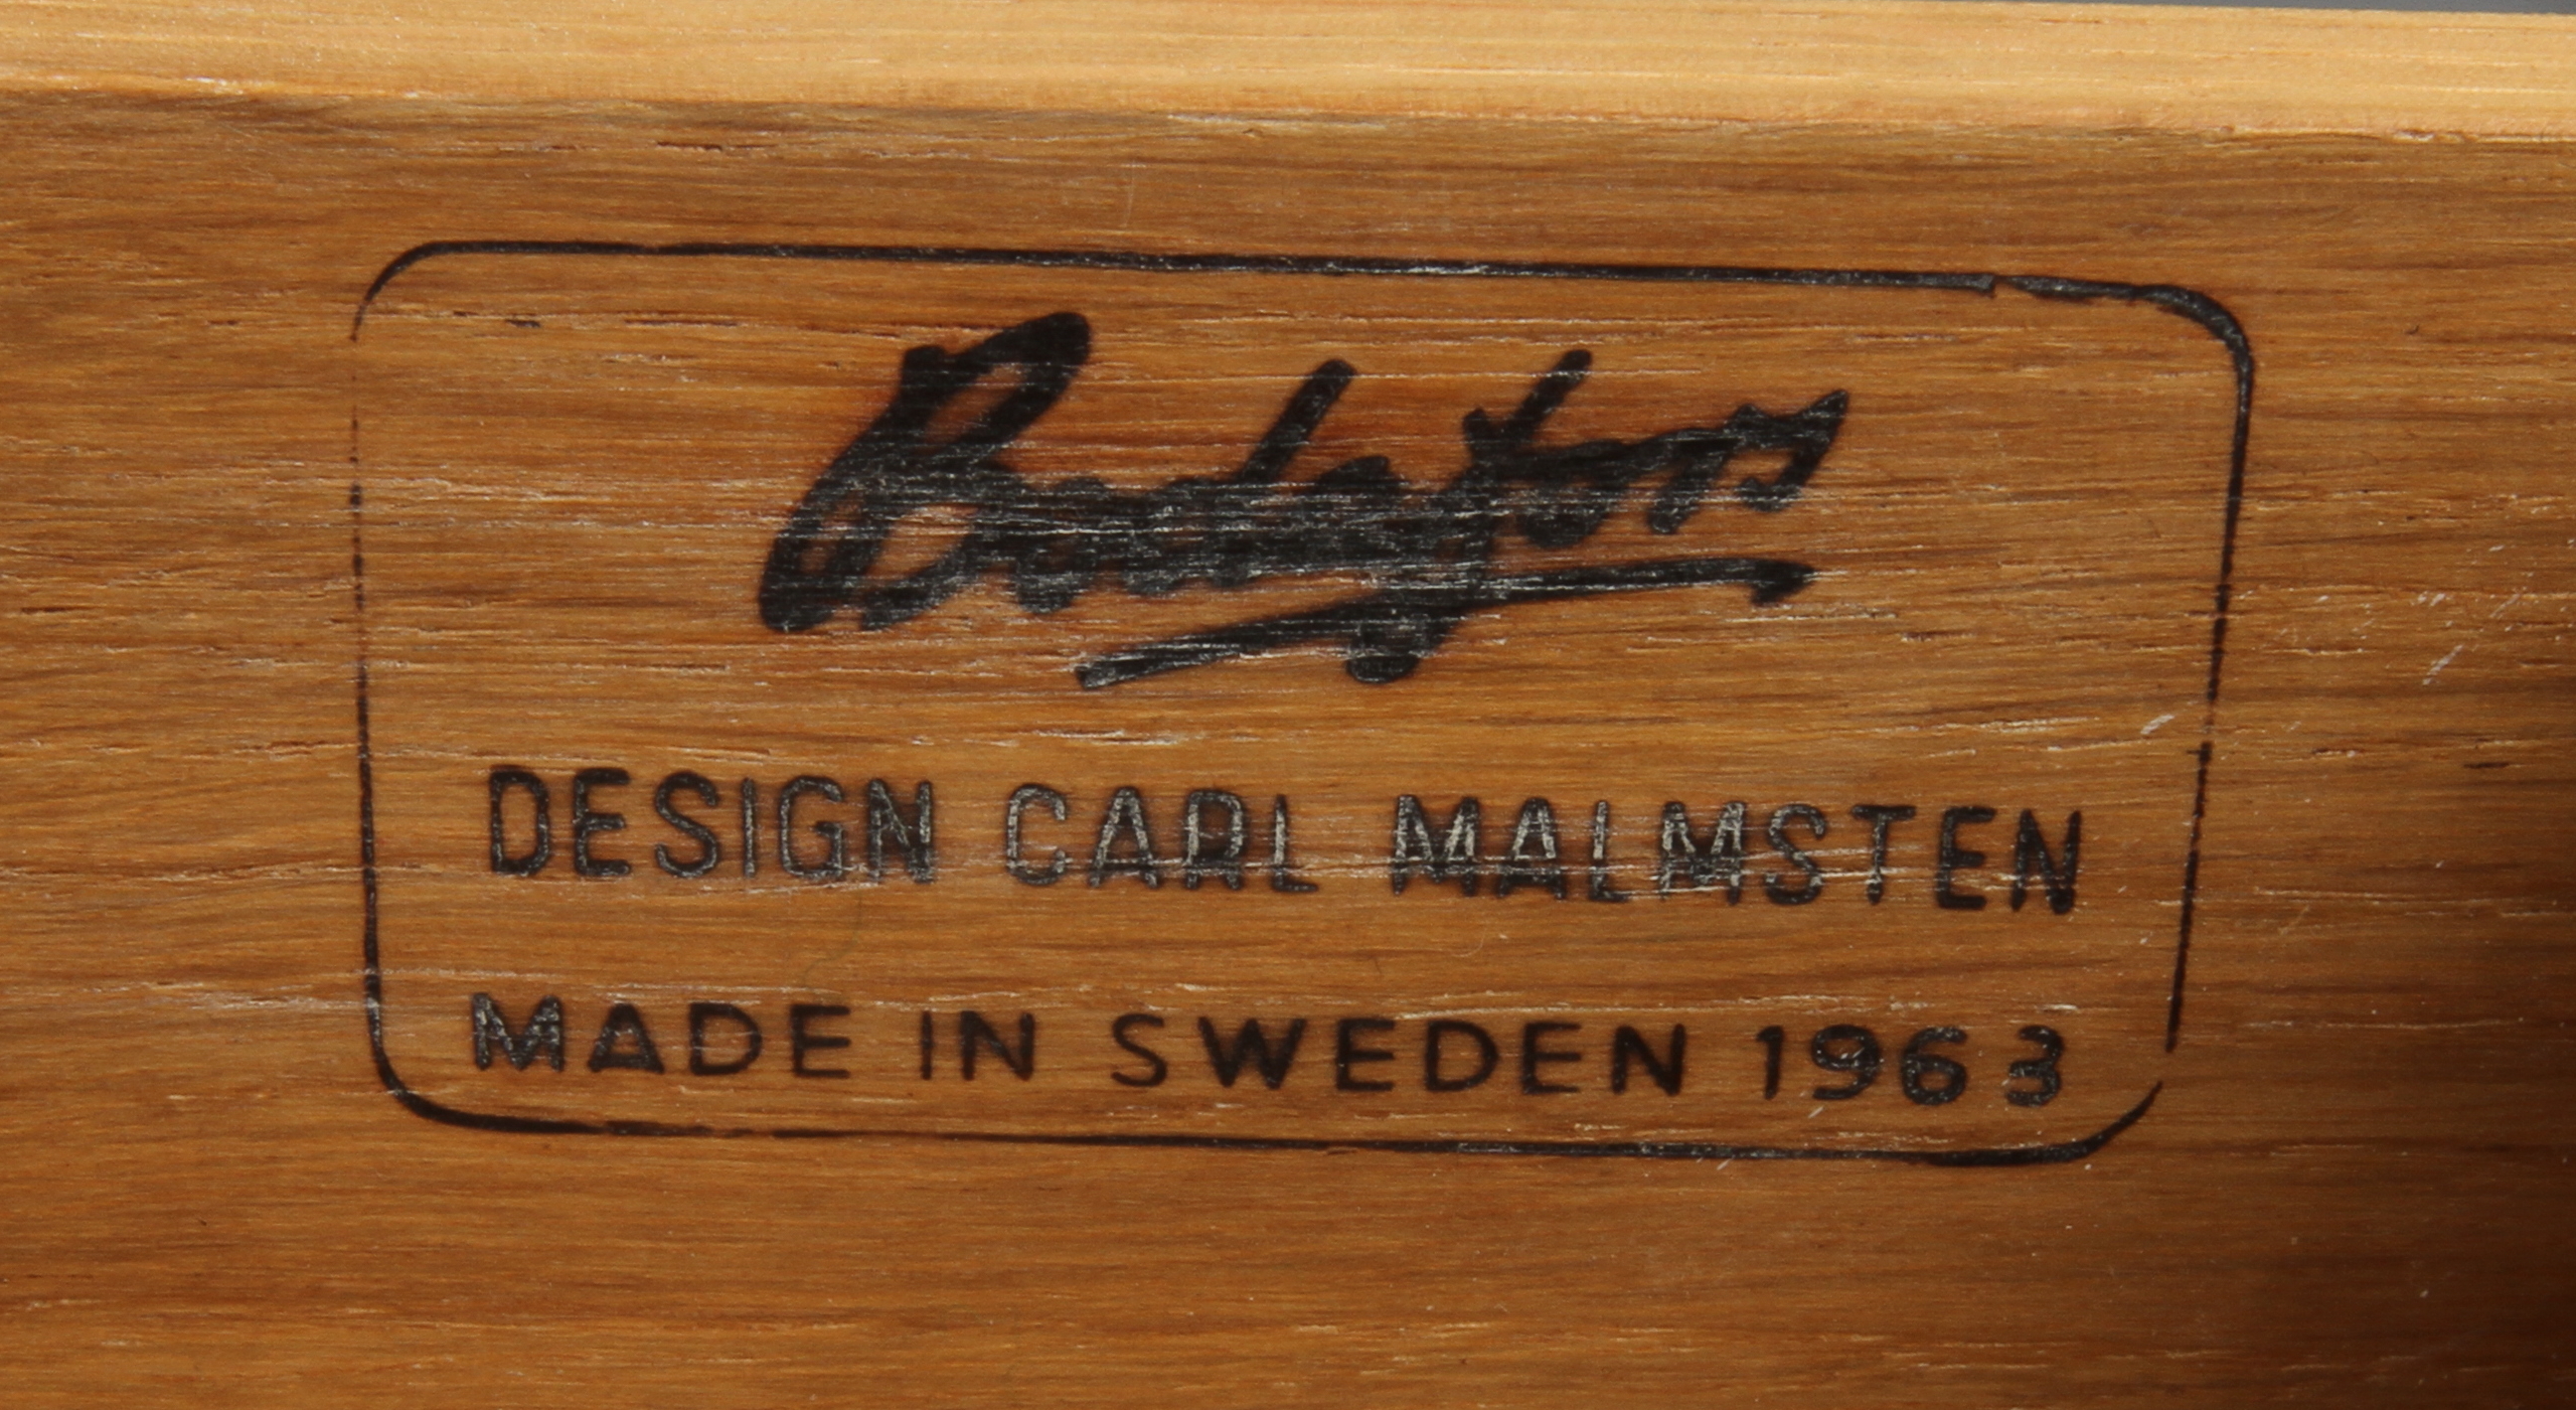 Bodafors
DESIGN CARL MALMSTEN
MADE IN SWEDEN 1963